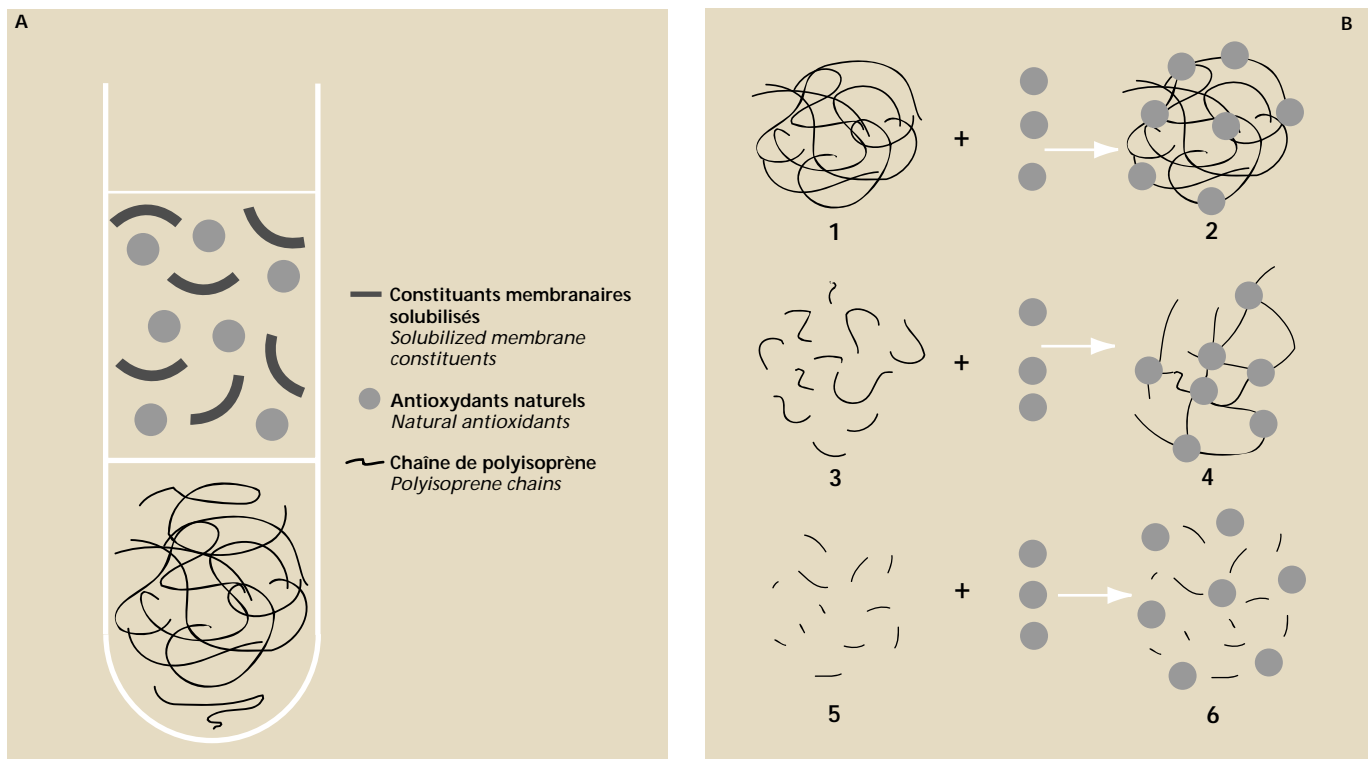 A
Constituants membranaires
solubilisés
Solubilized membrane
constituents
Antioxydants naturels
Natural antioxidants
Chaîne de polyisoprène
Polyisoprene chains
B
+
1
2
+
3
4
+
5
6